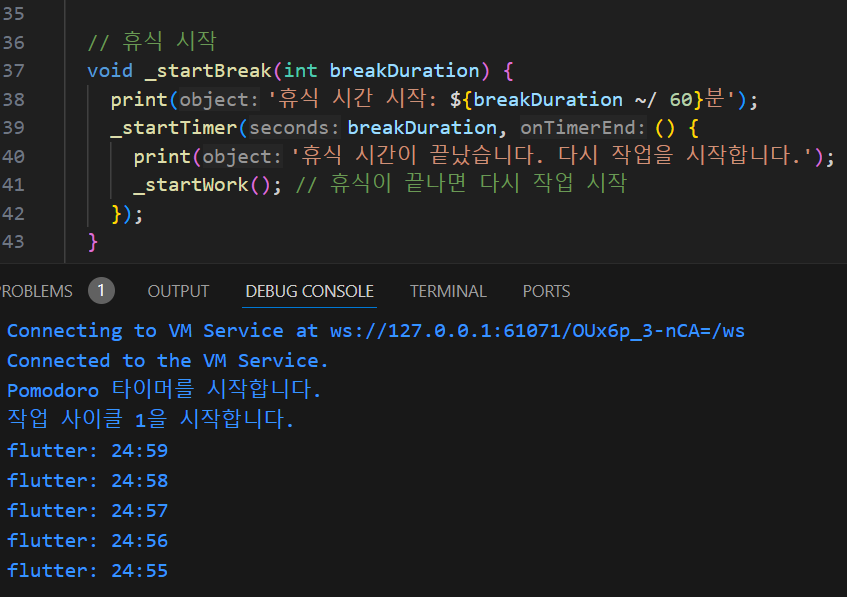 35
36 // 휴식 시작
37 void _startBreak(int breakDuration) {
38 print(object: '휴식 시간 시작: ${breakDuration ~/ 60}분');
39 _startTimer(seconds: breakDuration, onTimerEnd: () {
40 print(object: '휴식 시간이 끝났습니다. 다시 작업을 시작합니다.');
41 _startWork(); // 휴식이 끝나면 다시 작업 시작
42 });
43 }
ROBLEMS 1 OUTPUT DEBUG CONSOLE TERMINAL PORTS
Connecting to VM Service at ws://127.0.0.1:61071/OUx6p_3-nCA=/ws
Connected to the VM Service.
Pomodoro 타이머를 시작합니다.
작업 사이클 1을 시작합니다.
flutter: 24:59
flutter: 24:58
flutter: 24:57
flutter: 24:56
flutter: 24:55